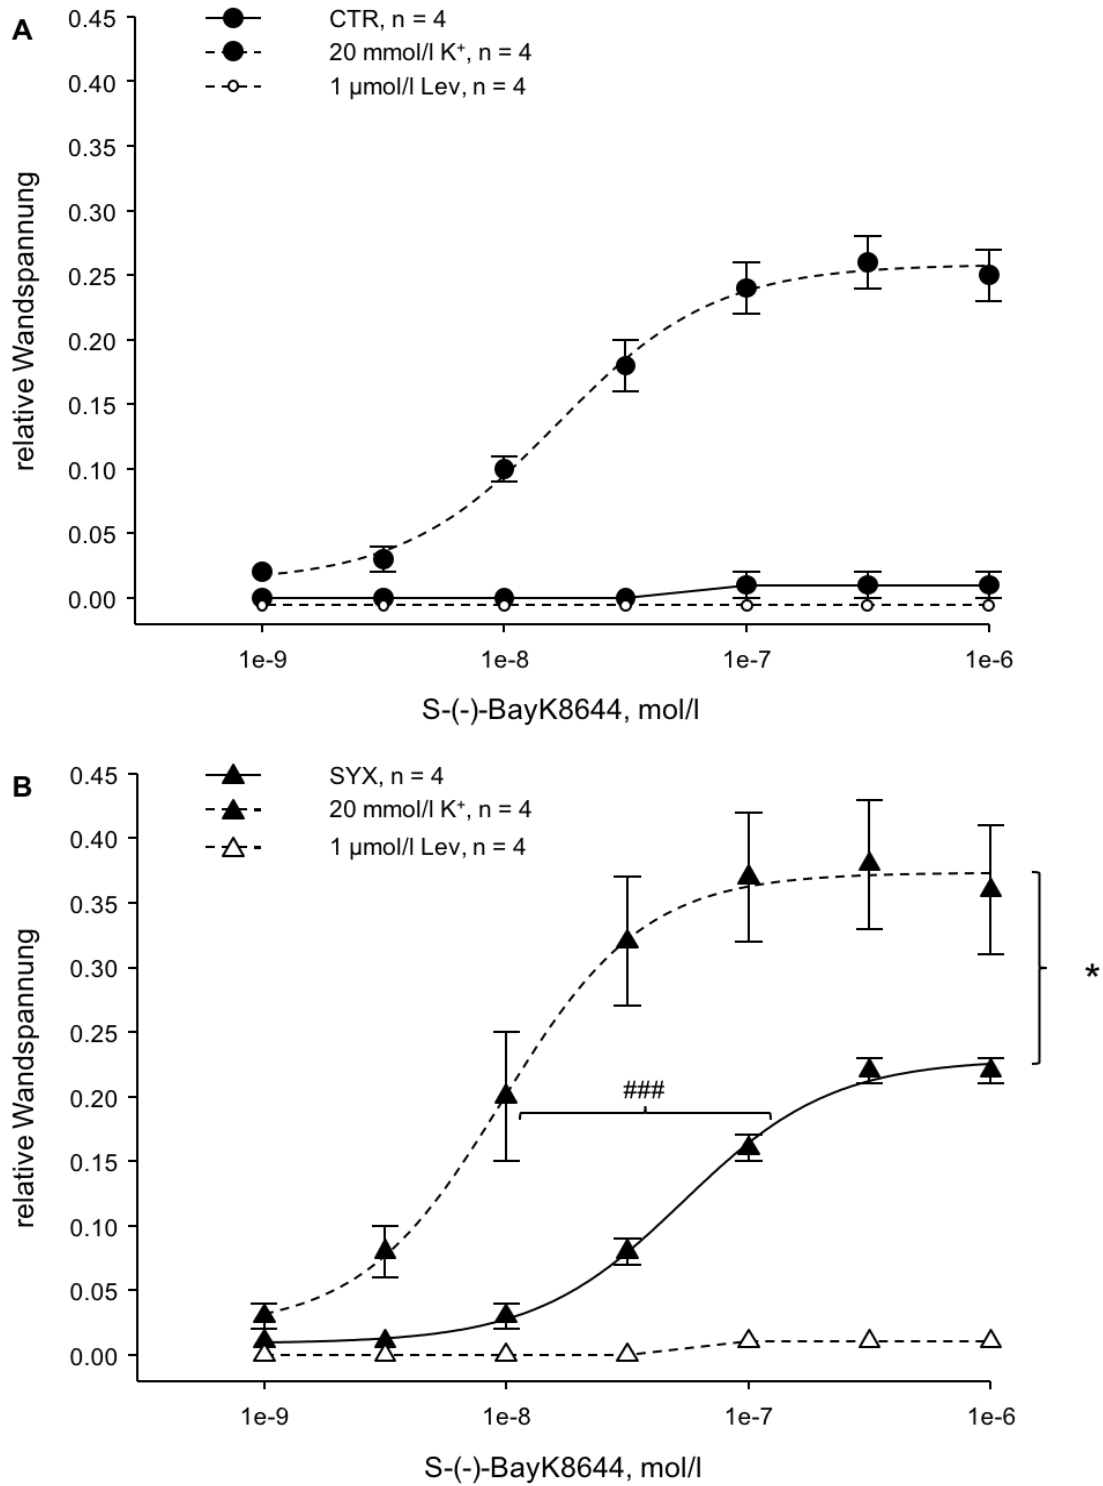 A
CTR, n = 4
20 mmol/l K⁺, n = 4
1 µmol/l Lev, n = 4
0.45
0.40
0.35
0.30
0.25
0.20
0.15
0.10
0.05
0.00
relative Wandspannung
1e-9 1e-8 1e-7 1e-6
S-(-)-BayK8644, mol/l
B
SYX, n = 4
20 mmol/l K⁺, n = 4
1 µmol/l Lev, n = 4
0.45
0.40
0.35
0.30
0.25
0.20
0.15
0.10
0.05
0.00
relative Wandspannung
*
###
1e-9 1e-8 1e-7 1e-6
S-(-)-BayK8644, mol/l